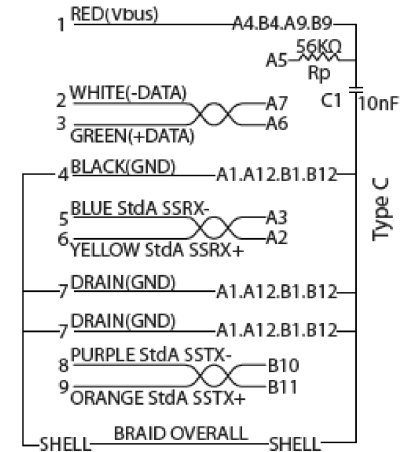 1 RED(Vbus) A4.B4.A9.B9
56KΩ
A5
Rp
C1 10nF
2 WHITE(-DATA) A7
3 GREEN(+DATA) A6
4 BLACK(GND) A1.A12.B1.B12
5 BLUE StdA SSRX- A3
6 YELLOW StdA SSRX+ A2
Type C
7 DRAIN(GND) A1.A12.B1.B12
7 DRAIN(GND) A1.A12.B1.B12
8 PURPLE StdA SSTX- B10
9 ORANGE StdA SSTX+ B11
SHELL BRAID OVERALL SHELL